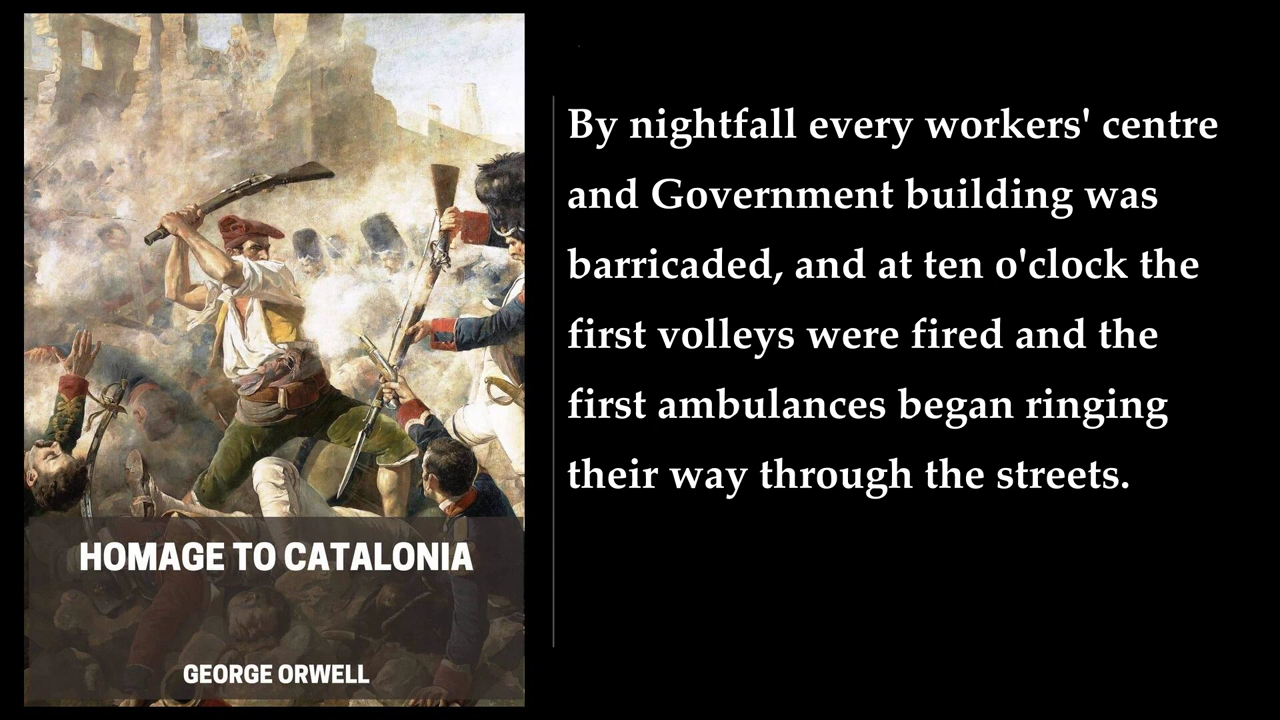 By nightfall every workers' centre
and Government building was
barricaded, and at ten o'clock the
first volleys were fired and the
first ambulances began ringing
their way through the streets.
HOMAGE TO CATALONIA
GEORGE ORWELL